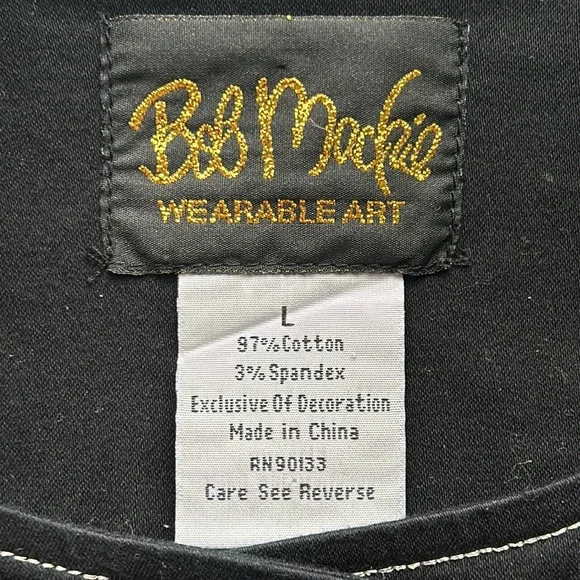 Bob Mackie
WEARABLE ART
L
97%Cotton
3%Spandex
Exclusive Of Decoration
Made in China
RN90133
Care See Reverse